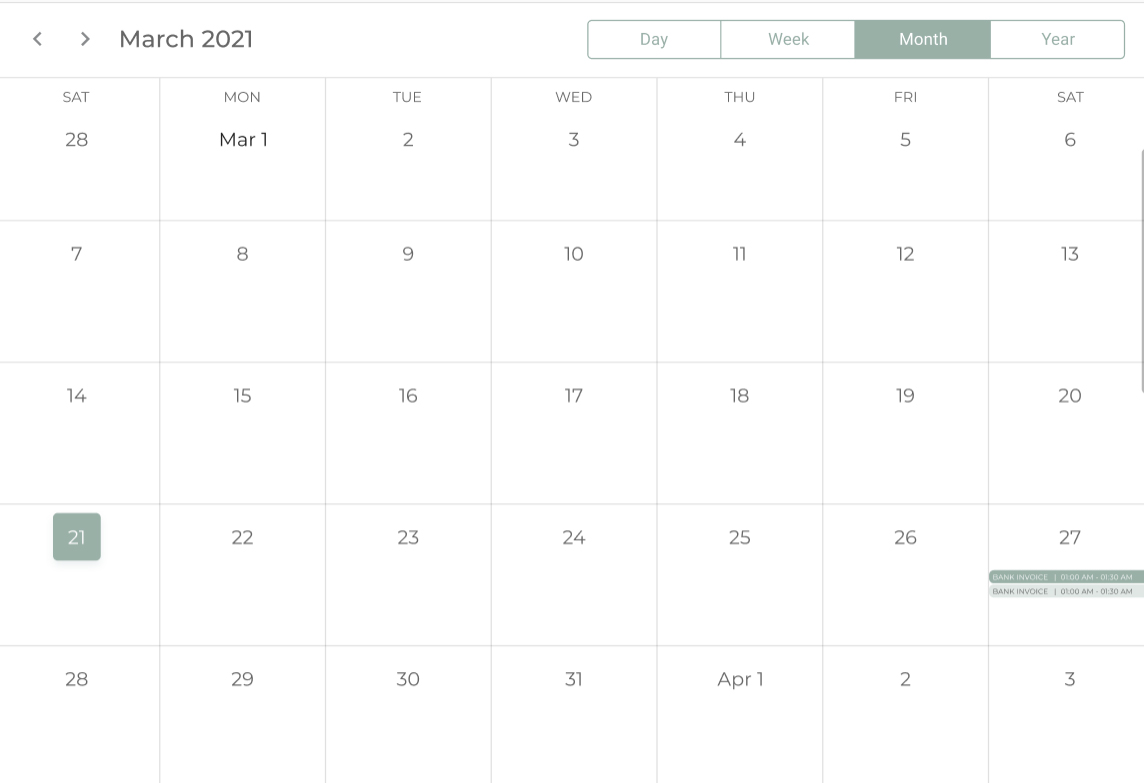 March 2021 Day Week Month Year
SAT MON TUE WED THU FRI SAT
28 Mar 1 2 3 4 5 6
7 8 9 10 11 12 13
14 15 16 17 18 19 20
21 22 23 24 25 26 27
BANK INVOICE | 01:00 AM - 01:30 AM
BANK INVOICE | 01:00 AM - 01:30 AM
28 29 30 31 Apr 1 2 3